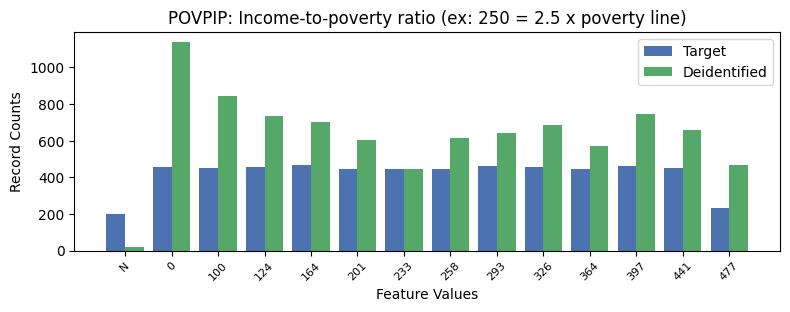 POVPIP: Income-to-poverty ratio (ex: 250 = 2.5 x poverty line)
Target
Deidentified
Record Counts
1000
800
600
400
200
0
N 0 100 124 164 201 233 258 293 326 364 397 441 477
Feature Values